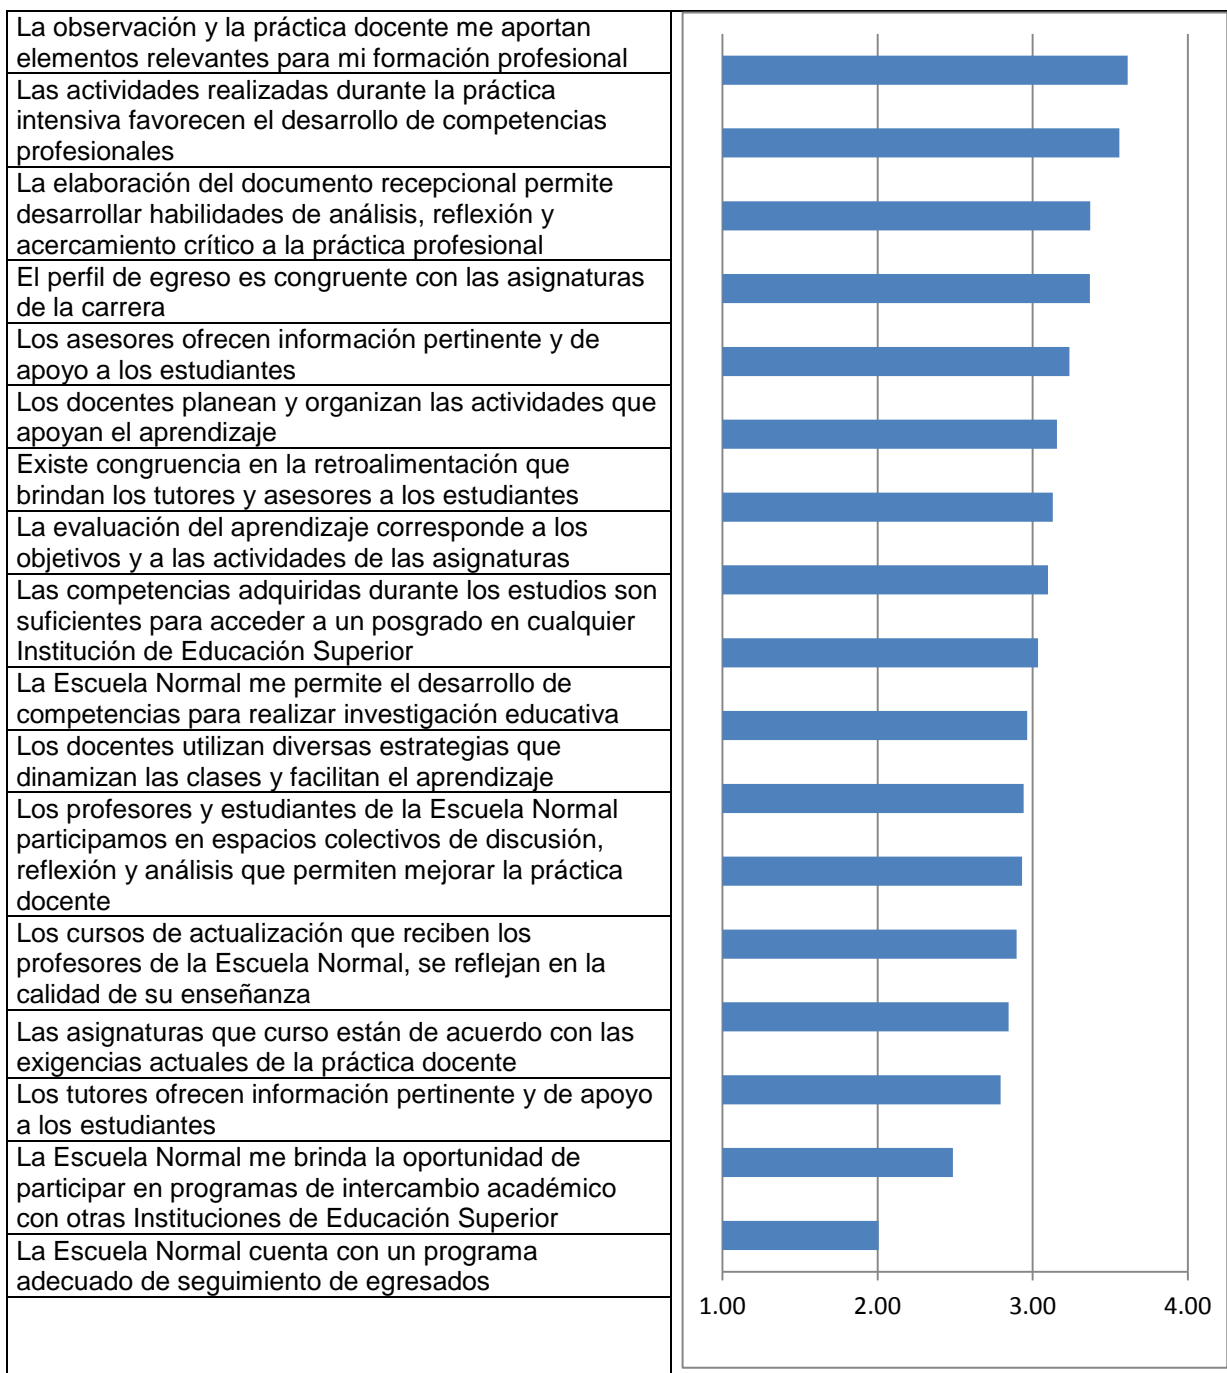 La observación y la práctica docente me aportan
elementos relevantes para mi formación profesional
Las actividades realizadas durante la práctica
intensiva favorecen el desarrollo de competencias
profesionales
La elaboración del documento recepcional permite
desarrollar habilidades de análisis, reflexión y
acercamiento crítico a la práctica profesional
El perfil de egreso es congruente con las asignaturas
de la carrera
Los asesores ofrecen información pertinente y de
apoyo a los estudiantes
Los docentes planean y organizan las actividades que
apoyan el aprendizaje
Existe congruencia en la retroalimentación que
brindan los tutores y asesores a los estudiantes
La evaluación del aprendizaje corresponde a los
objetivos y a las actividades de las asignaturas
Las competencias adquiridas durante los estudios son
suficientes para acceder a un posgrado en cualquier
Institución de Educación Superior
La Escuela Normal me permite el desarrollo de
competencias para realizar investigación educativa
Los docentes utilizan diversas estrategias que
dinamizan las clases y facilitan el aprendizaje
Los profesores y estudiantes de la Escuela Normal
participamos en espacios colectivos de discusión,
reflexión y análisis que permiten mejorar la práctica
docente
Los cursos de actualización que reciben los
profesores de la Escuela Normal, se reflejan en la
calidad de su enseñanza
Las asignaturas que curso están de acuerdo con las
exigencias actuales de la práctica docente
Los tutores ofrecen información pertinente y de apoyo
a los estudiantes
La Escuela Normal me brinda la oportunidad de
participar en programas de intercambio académico
con otras Instituciones de Educación Superior
La Escuela Normal cuenta con un programa
adecuado de seguimiento de egresados
1.00 2.00 3.00 4.00